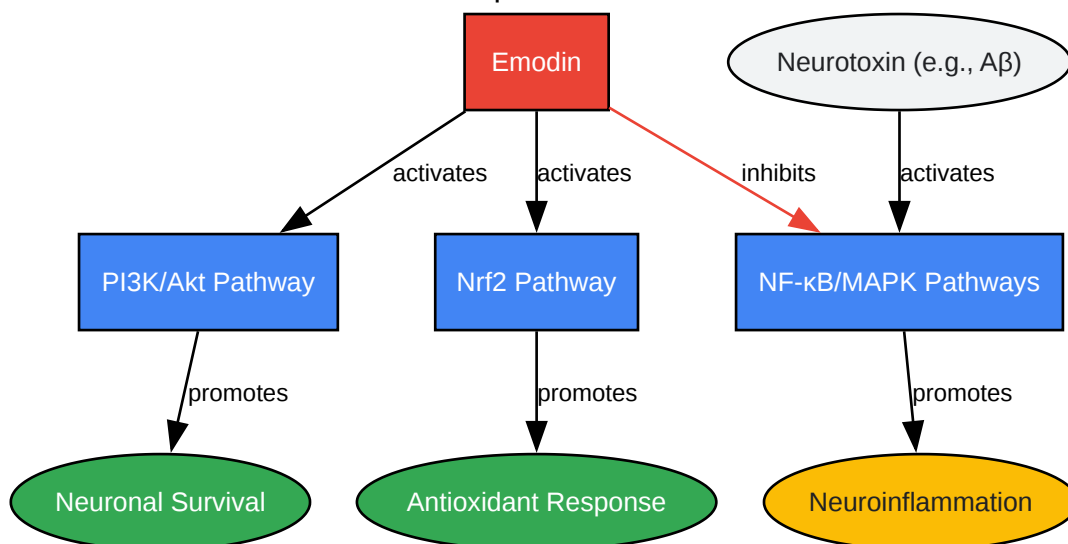 Emodin
Neurotoxin (e.g., Aβ)
activates
activates
inhibits
activates
PI3K/Akt Pathway
Nrf2 Pathway
NF-κB/MAPK Pathways
promotes
promotes
promotes
Neuronal Survival
Antioxidant Response
Neuroinflammation